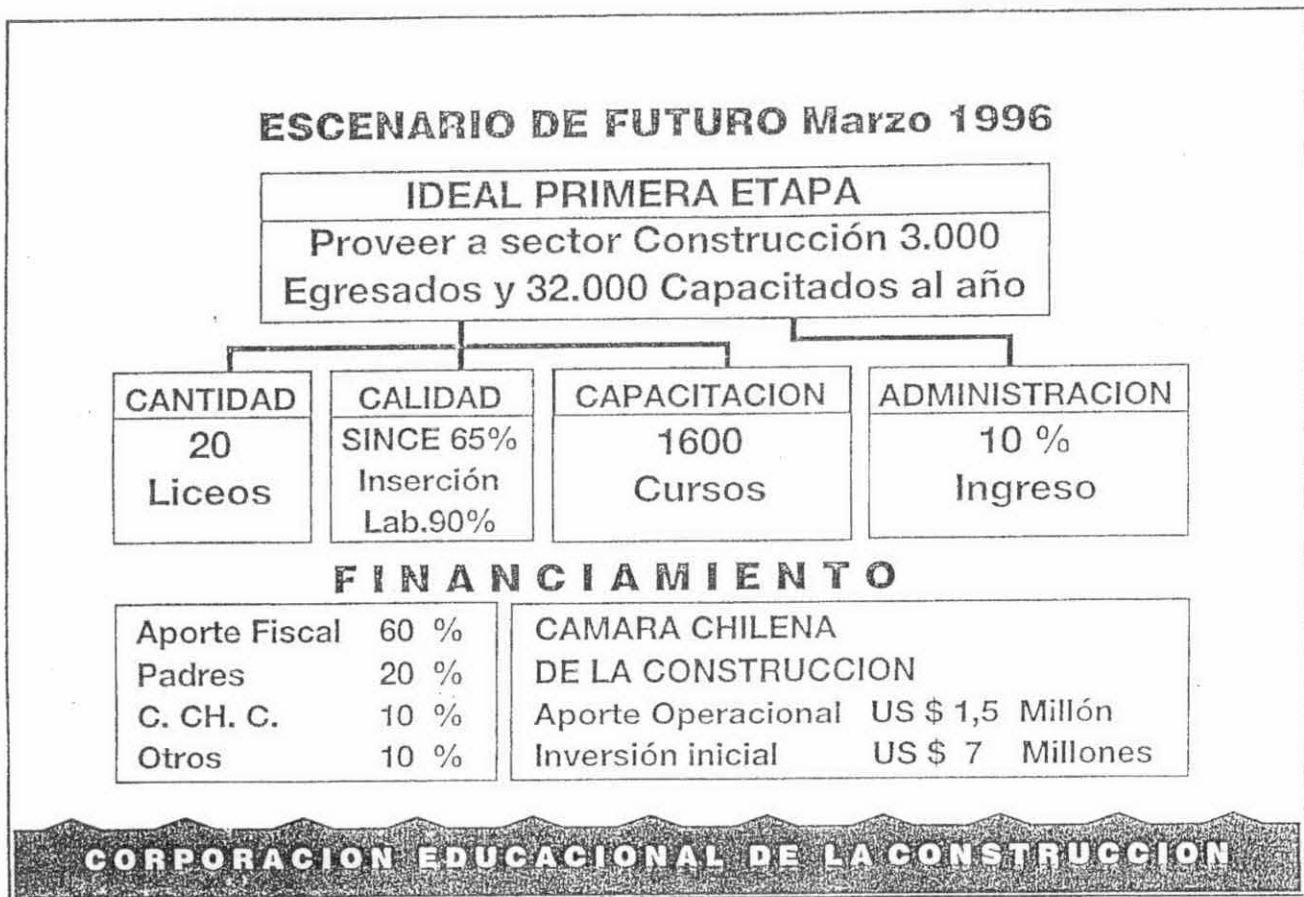 ESCENARIO DE FUTURO Marzo 1996
IDEAL PRIMERA ETAPA
Proveer a sector Construcción 3.000
Egresados y 32.000 Capacitados al año
CANTIDAD
20
Liceos
CALIDAD
SINCE 65%
Inserción
Lab.90%
CAPACITACION
1600
Cursos
ADMINISTRACION
10 %
Ingreso
FINANCIAMIENTO
Aporte Fiscal 60 %
Padres 20 %
C. CH. C. 10 %
Otros 10 %
CAMARA CHILENA
DE LA CONSTRUCCION
Aporte Operacional US $ 1,5 Millón
Inversión inicial US $ 7 Millones
CORPORACION EDUCACIONAL DE LA CONSTRUCCION